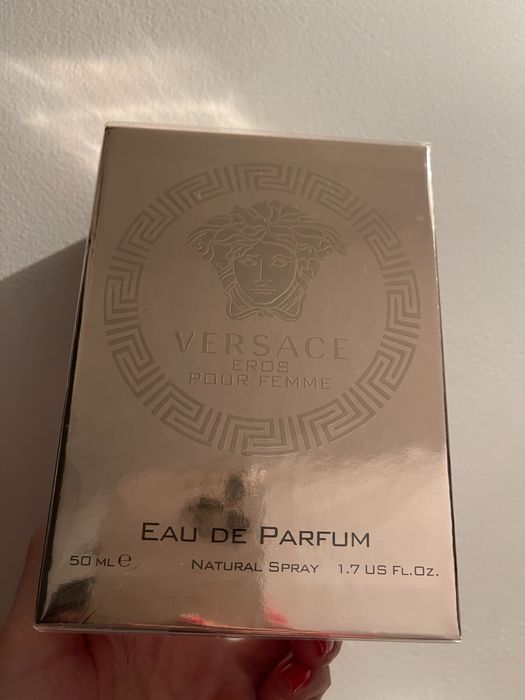 VERSACE
EROS
POUR FEMME
EAU DE PARFUM
50 ML ℮ NATURAL SPRAY 1.7 US FL.OZ.